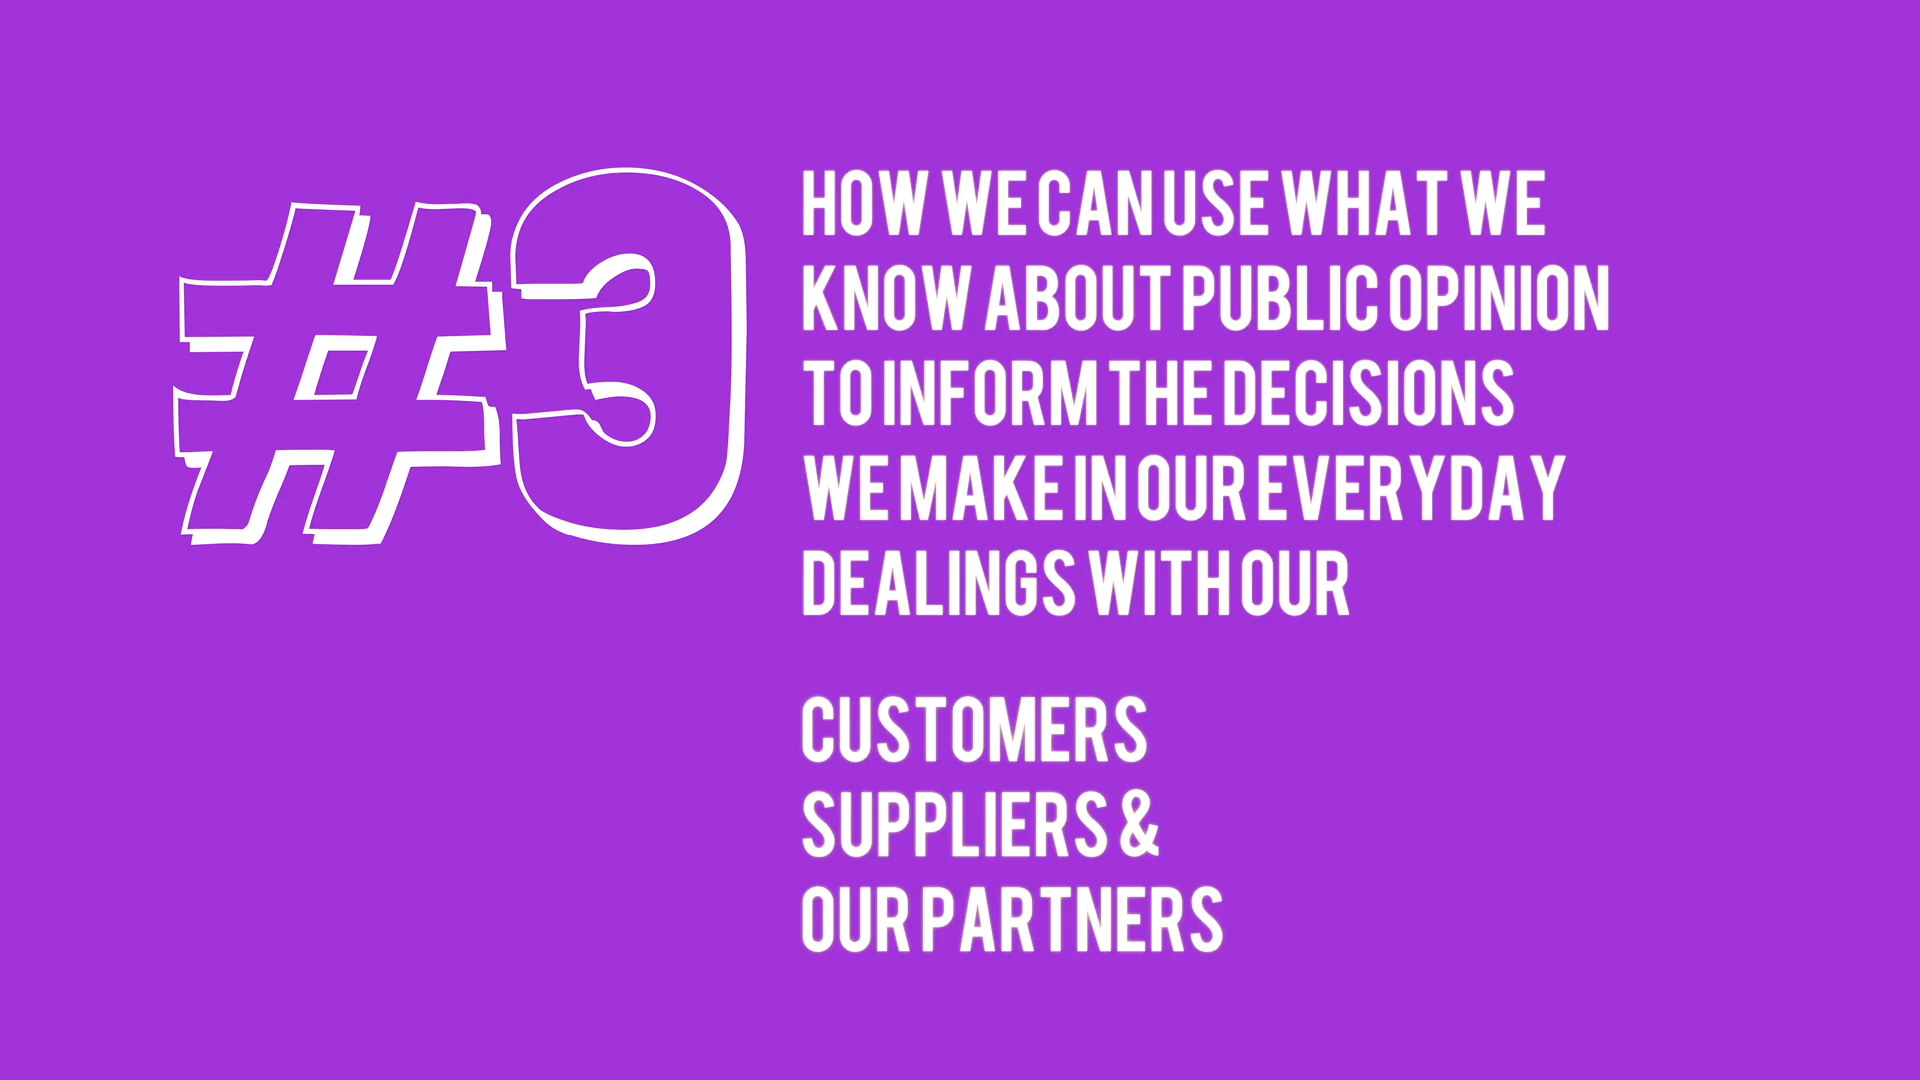 #3
HOW WE CAN USE WHAT WE
KNOW ABOUT PUBLIC OPINION
TO INFORM THE DECISIONS
WE MAKE IN OUR EVERYDAY
DEALINGS WITH OUR
CUSTOMERS
SUPPLIERS &
OUR PARTNERS